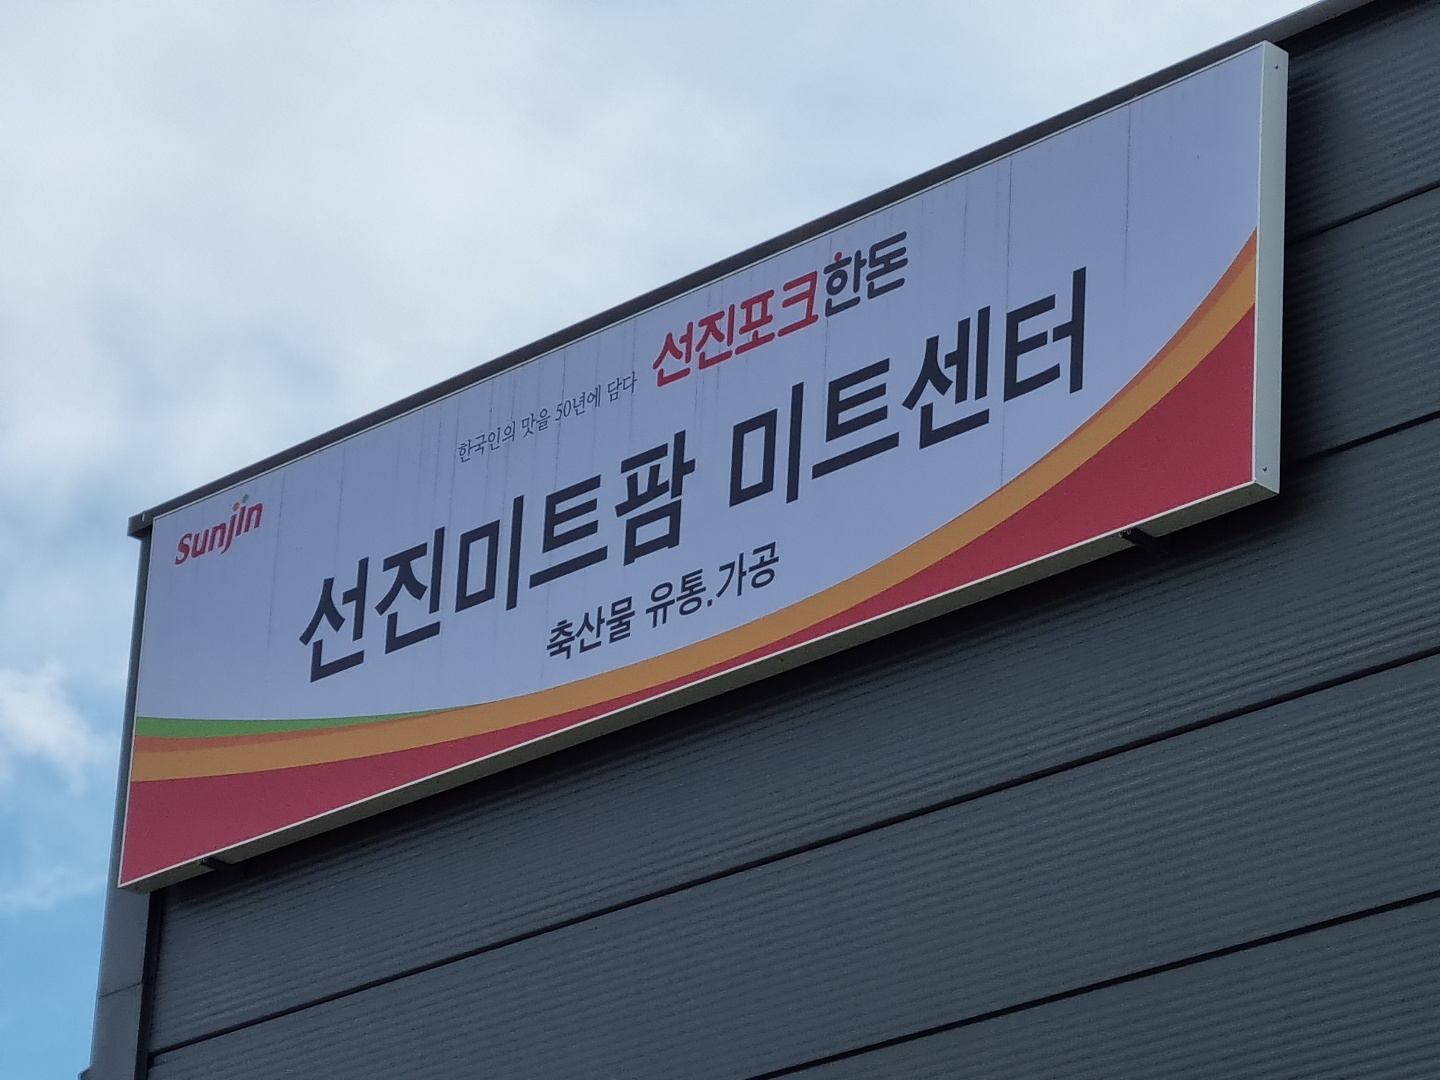 sunjin
한국인의 맛을 50년에 담다 선진포크한돈
선진미트팜 미트센터
축산물 유통.가공